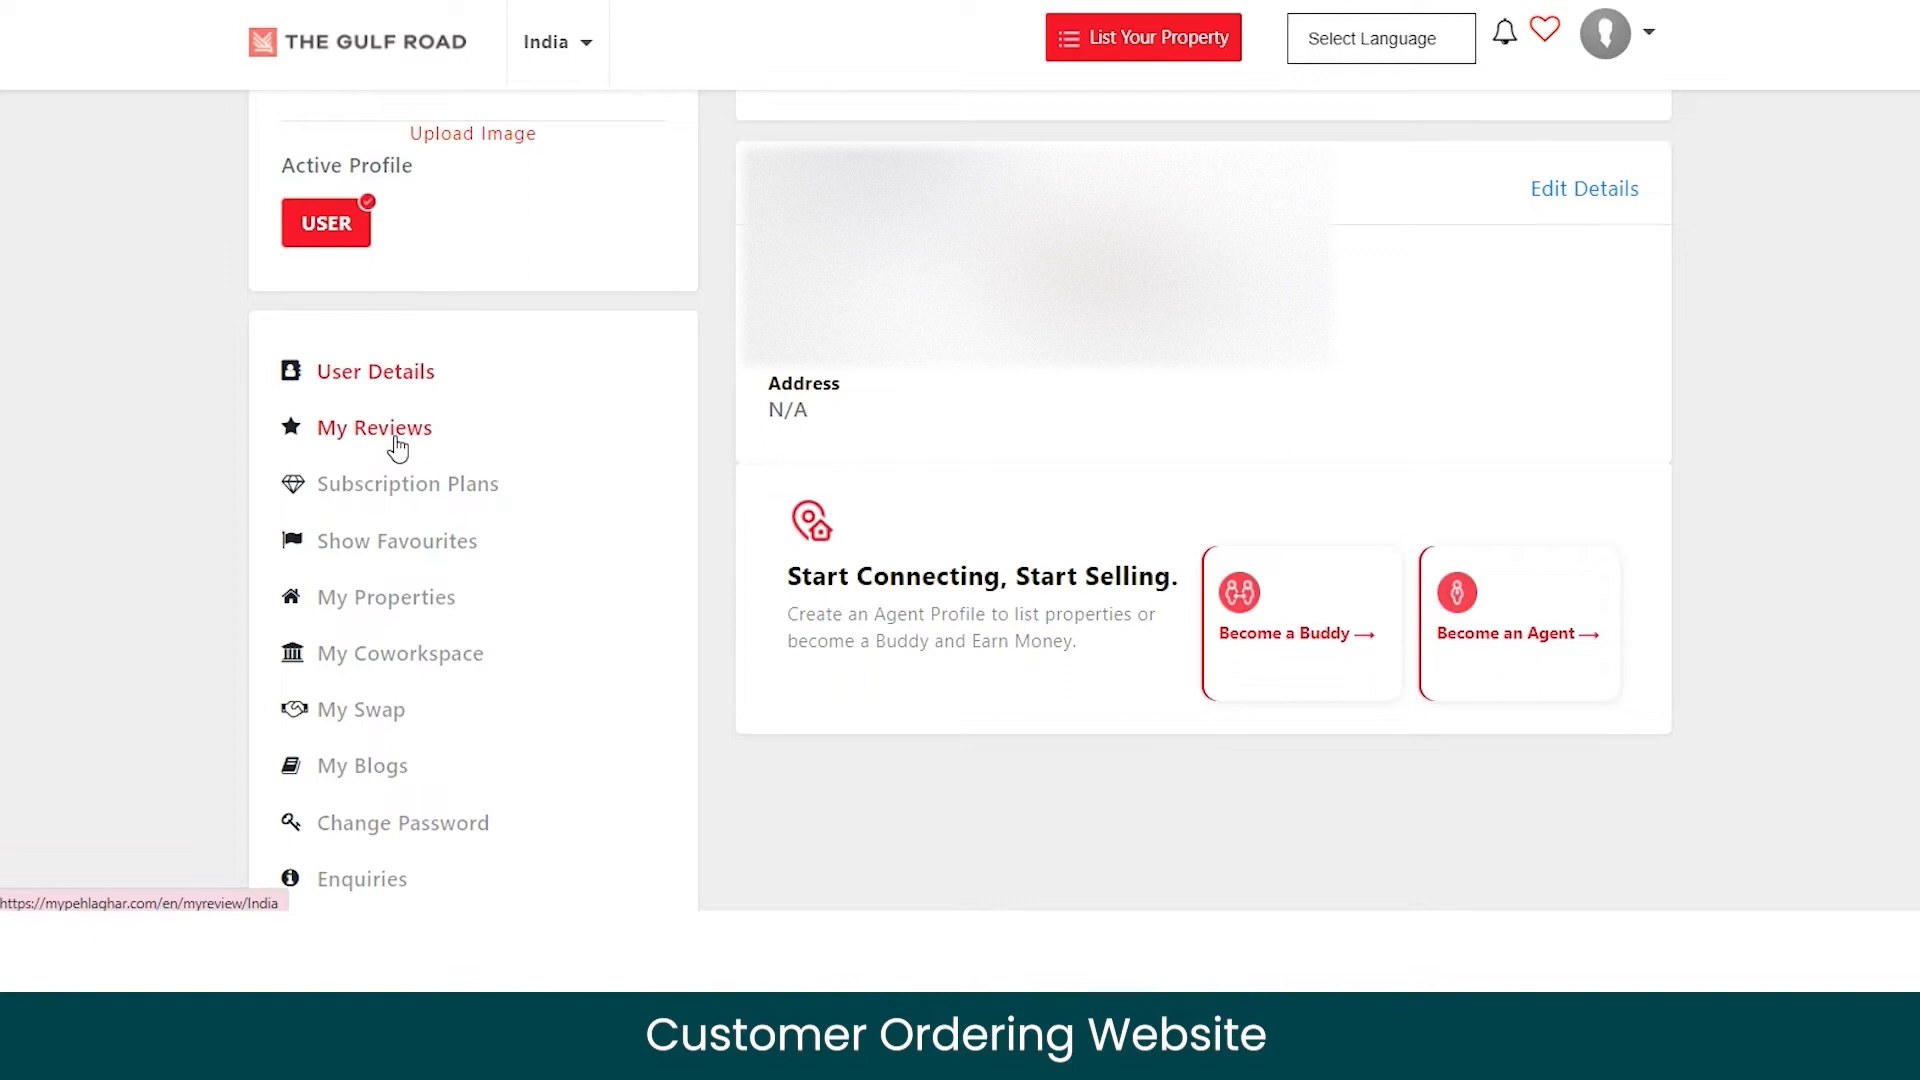 THE GULF ROAD
India
List Your Property
Select Language
Upload Image
Active Profile
USER
User Details
My Reviews
Subscription Plans
Show Favourites
My Properties
My Coworkspace
My Swap
My Blogs
Change Password
Enquiries
Edit Details
Address
N/A
Start Connecting, Start Selling.
Create an Agent Profile to list properties or
become a Buddy and Earn Money.
Become a Buddy →
Become an Agent →
https://mypehlaghar.com/en/myreview/India
Customer Ordering Website